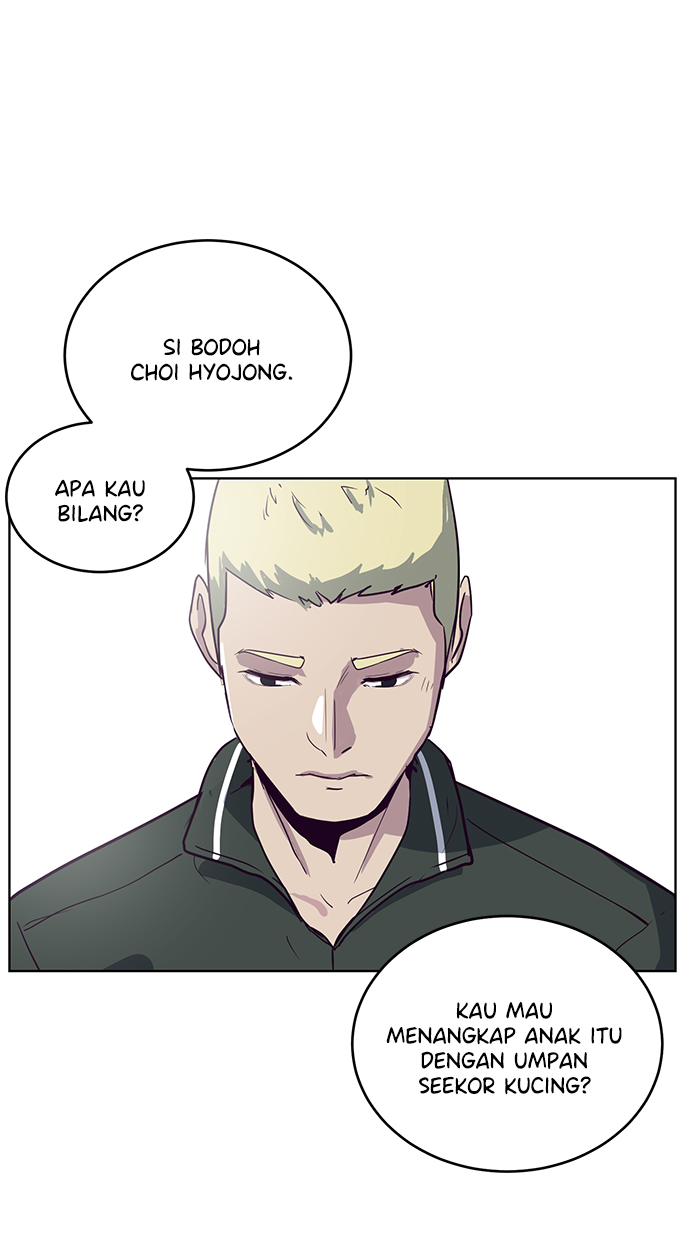 SI BODOH
CHOI HYOJONG.
APA KAU
BILANG?
KAU MAU
MENANGKAP ANAK ITU
DENGAN UMPAN
SEEKOR KUCING?